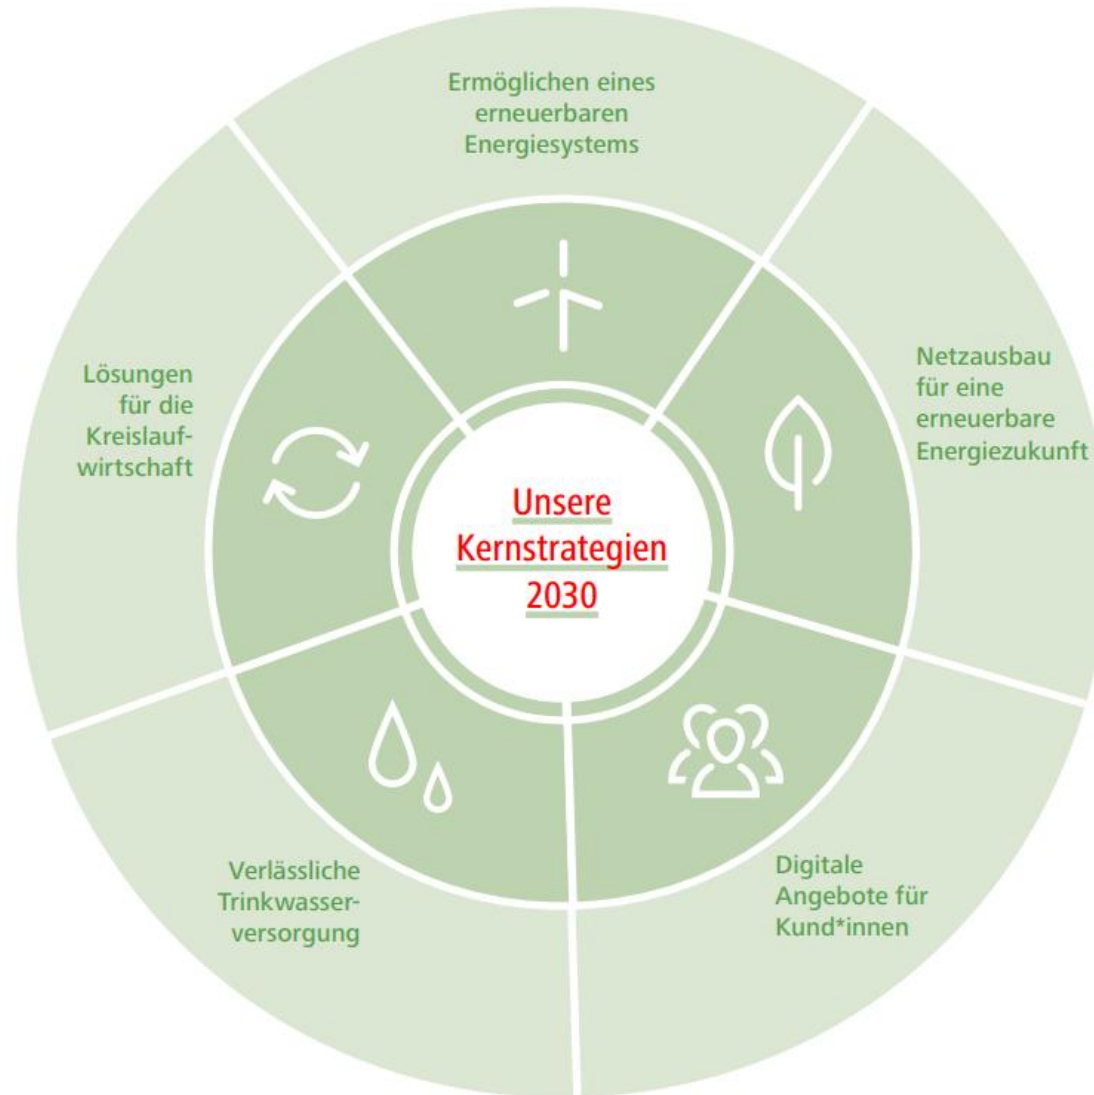 Ermöglichen eines
erneuerbaren
Energiesystems
Netzausbau
für eine
erneuerbare
Energiezukunft
Digitale
Angebote für
Kund*innen
Verlässliche
Trinkwasser-
versorgung
Lösungen
für die
Kreislauf-
wirtschaft
Unsere
Kernstrategien
2030